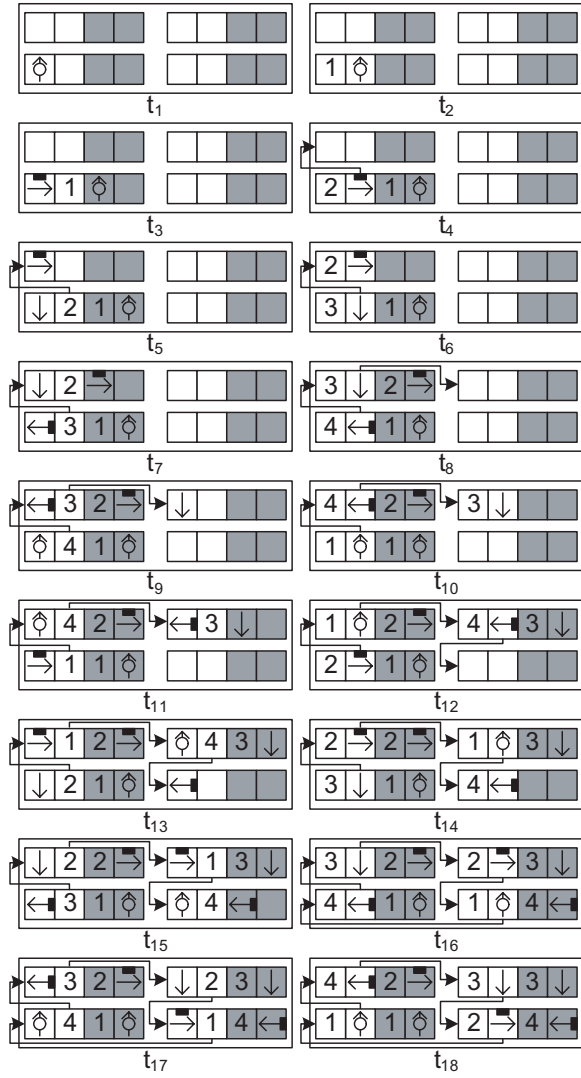 1
t1 t2
1 2 1
t3 t4
2
2 1 3 1
t5 t6
2 3 2
3 1 4 1
t7 t8
3 2 4 2 3
4 1 1 1
t9 t10
4 2 3 1 2 4 3
1 1 2 1
t11 t12
1 2 4 3 2 2 1 3
2 1 3 1 4
t13 t14
2 2 1 3 3 2 2 3
3 1 4 4 1 1 4
t15 t16
3 2 2 3 4 2 3 3
4 1 1 4 1 1 2 4
t17 t18